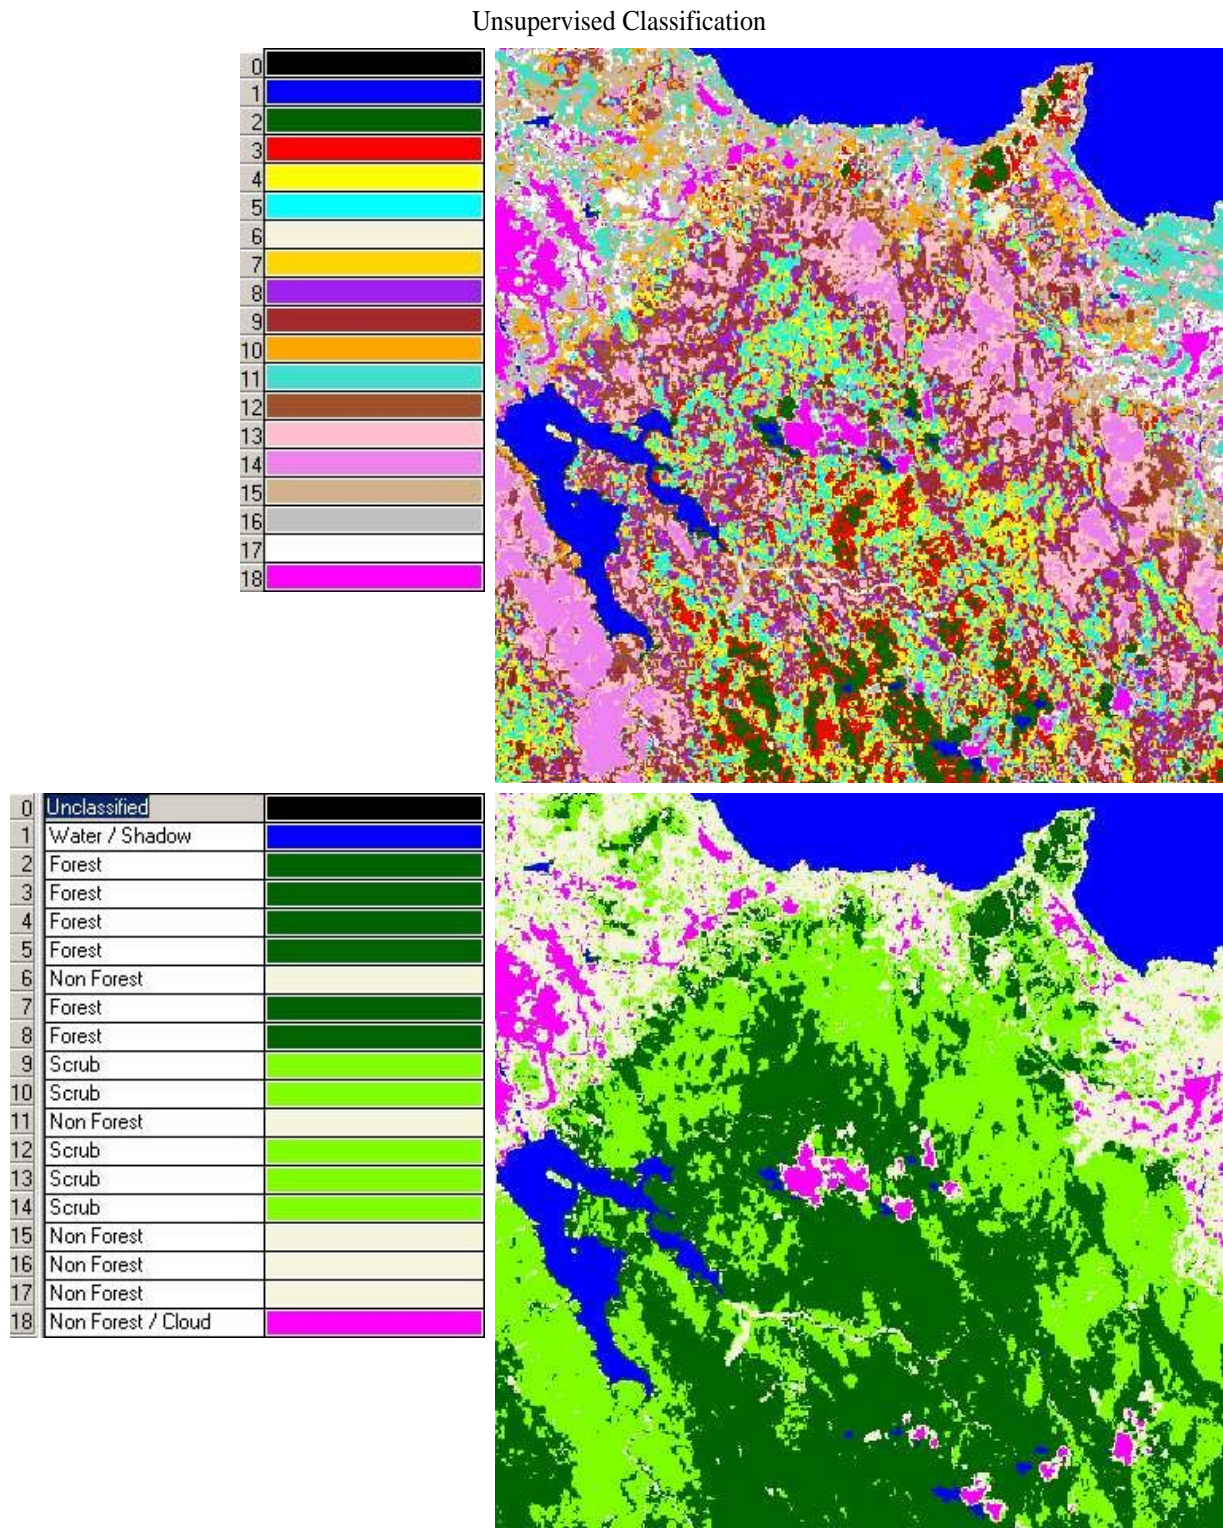 Unsupervised Classification
0
1
2
3
4
5
6
7
8
9
10
11
12
13
14
15
16
17
18
0 Unclassified
1 Water / Shadow
2 Forest
3 Forest
4 Forest
5 Forest
6 Non Forest
7 Forest
8 Forest
9 Scrub
10 Scrub
11 Non Forest
12 Scrub
13 Scrub
14 Scrub
15 Non Forest
16 Non Forest
17 Non Forest
18 Non Forest / Cloud